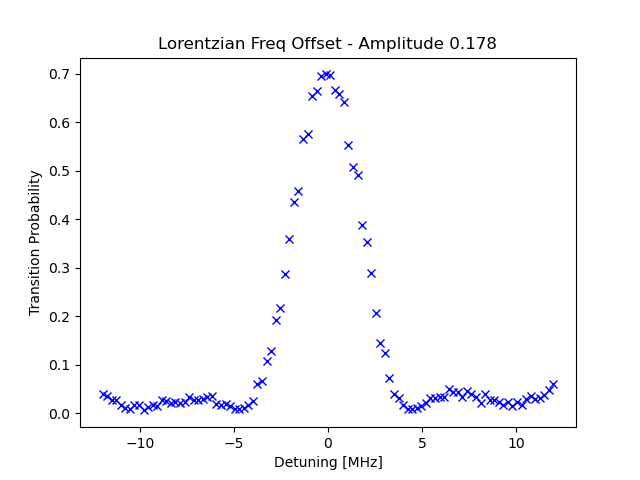 Lorentzian Freq Offset - Amplitude 0.178
Transition Probability
0.7
0.6
0.5
0.4
0.3
0.2
0.1
0.0
−10 −5 0 5 10
Detuning [MHz]